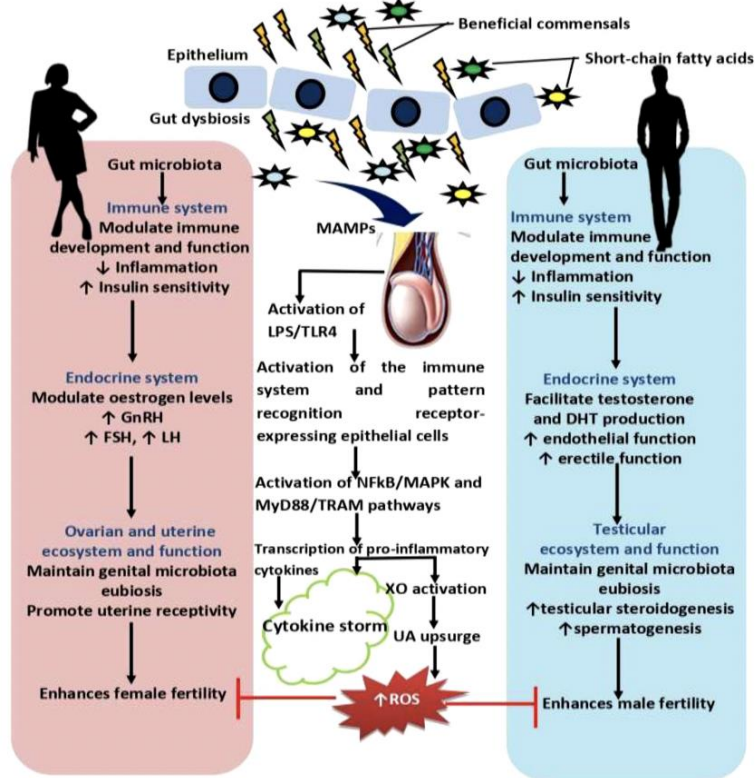 Beneficial commensals
Epithelium
Short-chain fatty acids
Gut dysbiosis
Gut microbiota
Immune system
Modulate immune
development and function
↓ Inflammation
↑ Insulin sensitivity
Endocrine system
Modulate oestrogen levels
↑ GnRH
↑ FSH, ↑ LH
Ovarian and uterine
ecosystem and function
Maintain genital microbiota
eubiosis
Promote uterine receptivity
Enhances female fertility
MAMPs
Activation of
LPS/TLR4
Activation of the immune
system and pattern
recognition receptor-
expressing epithelial cells
Activation of NFkB/MAPK and
MyD88/TRAM pathways
Transcription of pro-inflammatory
cytokines
XO activation
Cytokine storm
UA upsurge
↑ROS
Gut microbiota
Immune system
Modulate immune
development and function
↓ Inflammation
↑ Insulin sensitivity
Endocrine system
Facilitate testosterone
and DHT production
↑ endothelial function
↑ erectile function
Testicular
ecosystem and function
Maintain genital microbiota
eubiosis
↑testicular steroidogenesis
↑spermatogenesis
Enhances male fertility